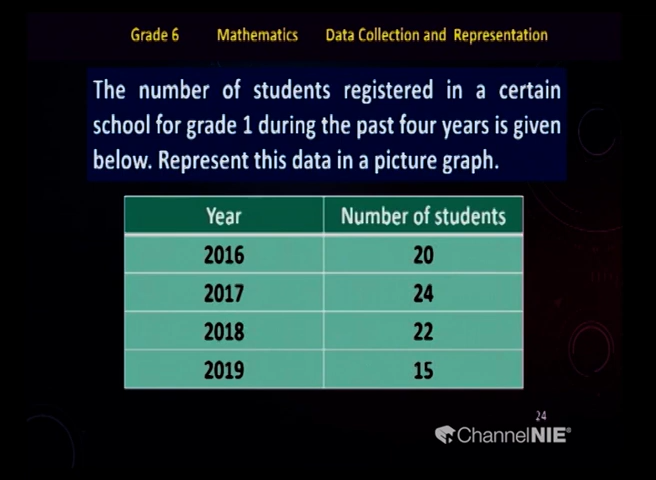 Grade 6 Mathematics Data Collection and Representation
The number of students registered in a certain
school for grade 1 during the past four years is given
below. Represent this data in a picture graph.
Year Number of students
2016 20
2017 24
2018 22
2019 15
24
ChannelNIE®